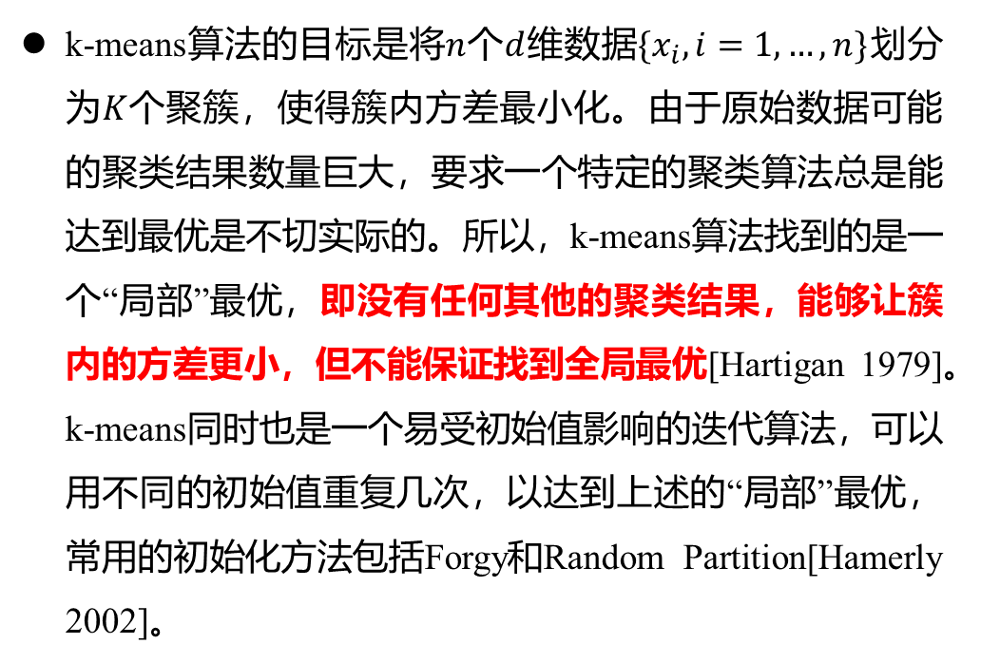 ● k-means算法的目标是将n个d维数据{xᵢ, i = 1, ... , n}划分
为K个聚簇，使得簇内方差最小化。由于原始数据可能
的聚类结果数量巨大，要求一个特定的聚类算法总是能
达到最优是不切实际的。所以，k-means算法找到的是一
个“局部”最优，即没有任何其他的聚类结果，能够让簇
内的方差更小，但不能保证找到全局最优[Hartigan 1979]。
k-means同时也是一个易受初始值影响的迭代算法，可以
用不同的初始值重复几次，以达到上述的“局部”最优，
常用的初始化方法包括Forgy和Random Partition[Hamerly
2002]。